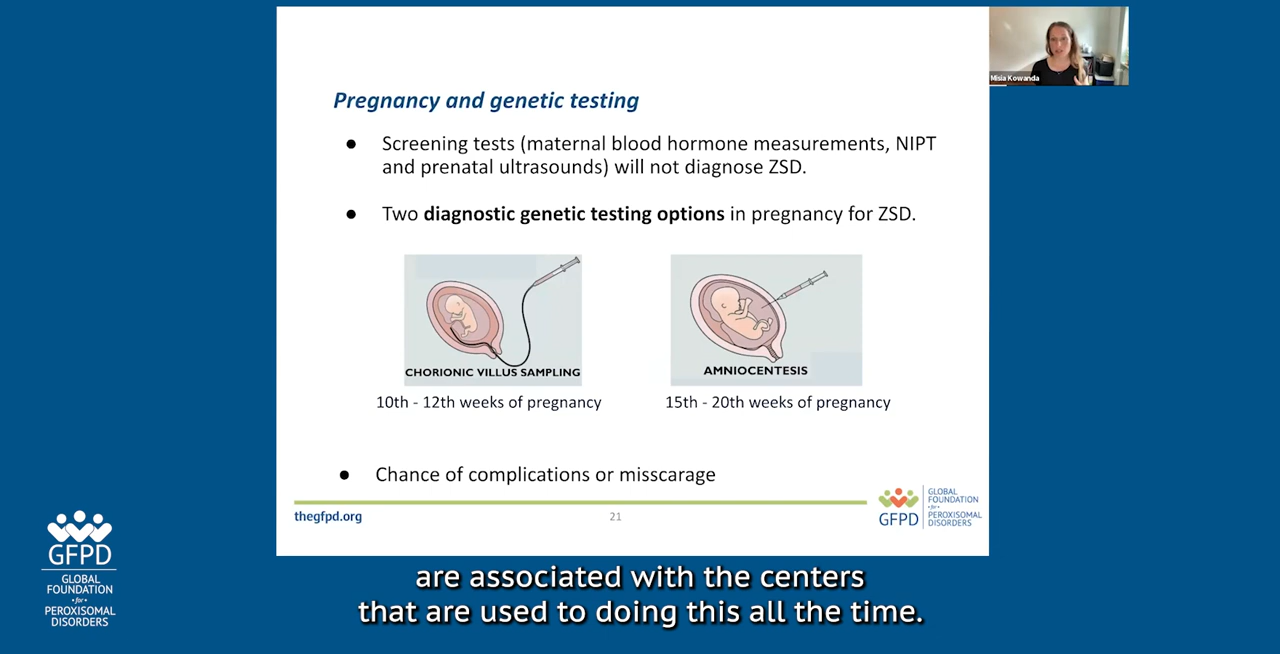 Misia Kowanda
Pregnancy and genetic testing
● Screening tests (maternal blood hormone measurements, NIPT
and prenatal ultrasounds) will not diagnose ZSD.
● Two diagnostic genetic testing options in pregnancy for ZSD.
CHORIONIC VILLUS SAMPLING
AMNIOCENTESIS
10th - 12th weeks of pregnancy
15th - 20th weeks of pregnancy
● Chance of complications or misscarage
thegfpd.org
21
GFPD
GLOBAL
FOUNDATION
for
PEROXISOMAL
DISORDERS
GFPD
GLOBAL
FOUNDATION
for
PEROXISOMAL
DISORDERS
are associated with the centers
that are used to doing this all the time.